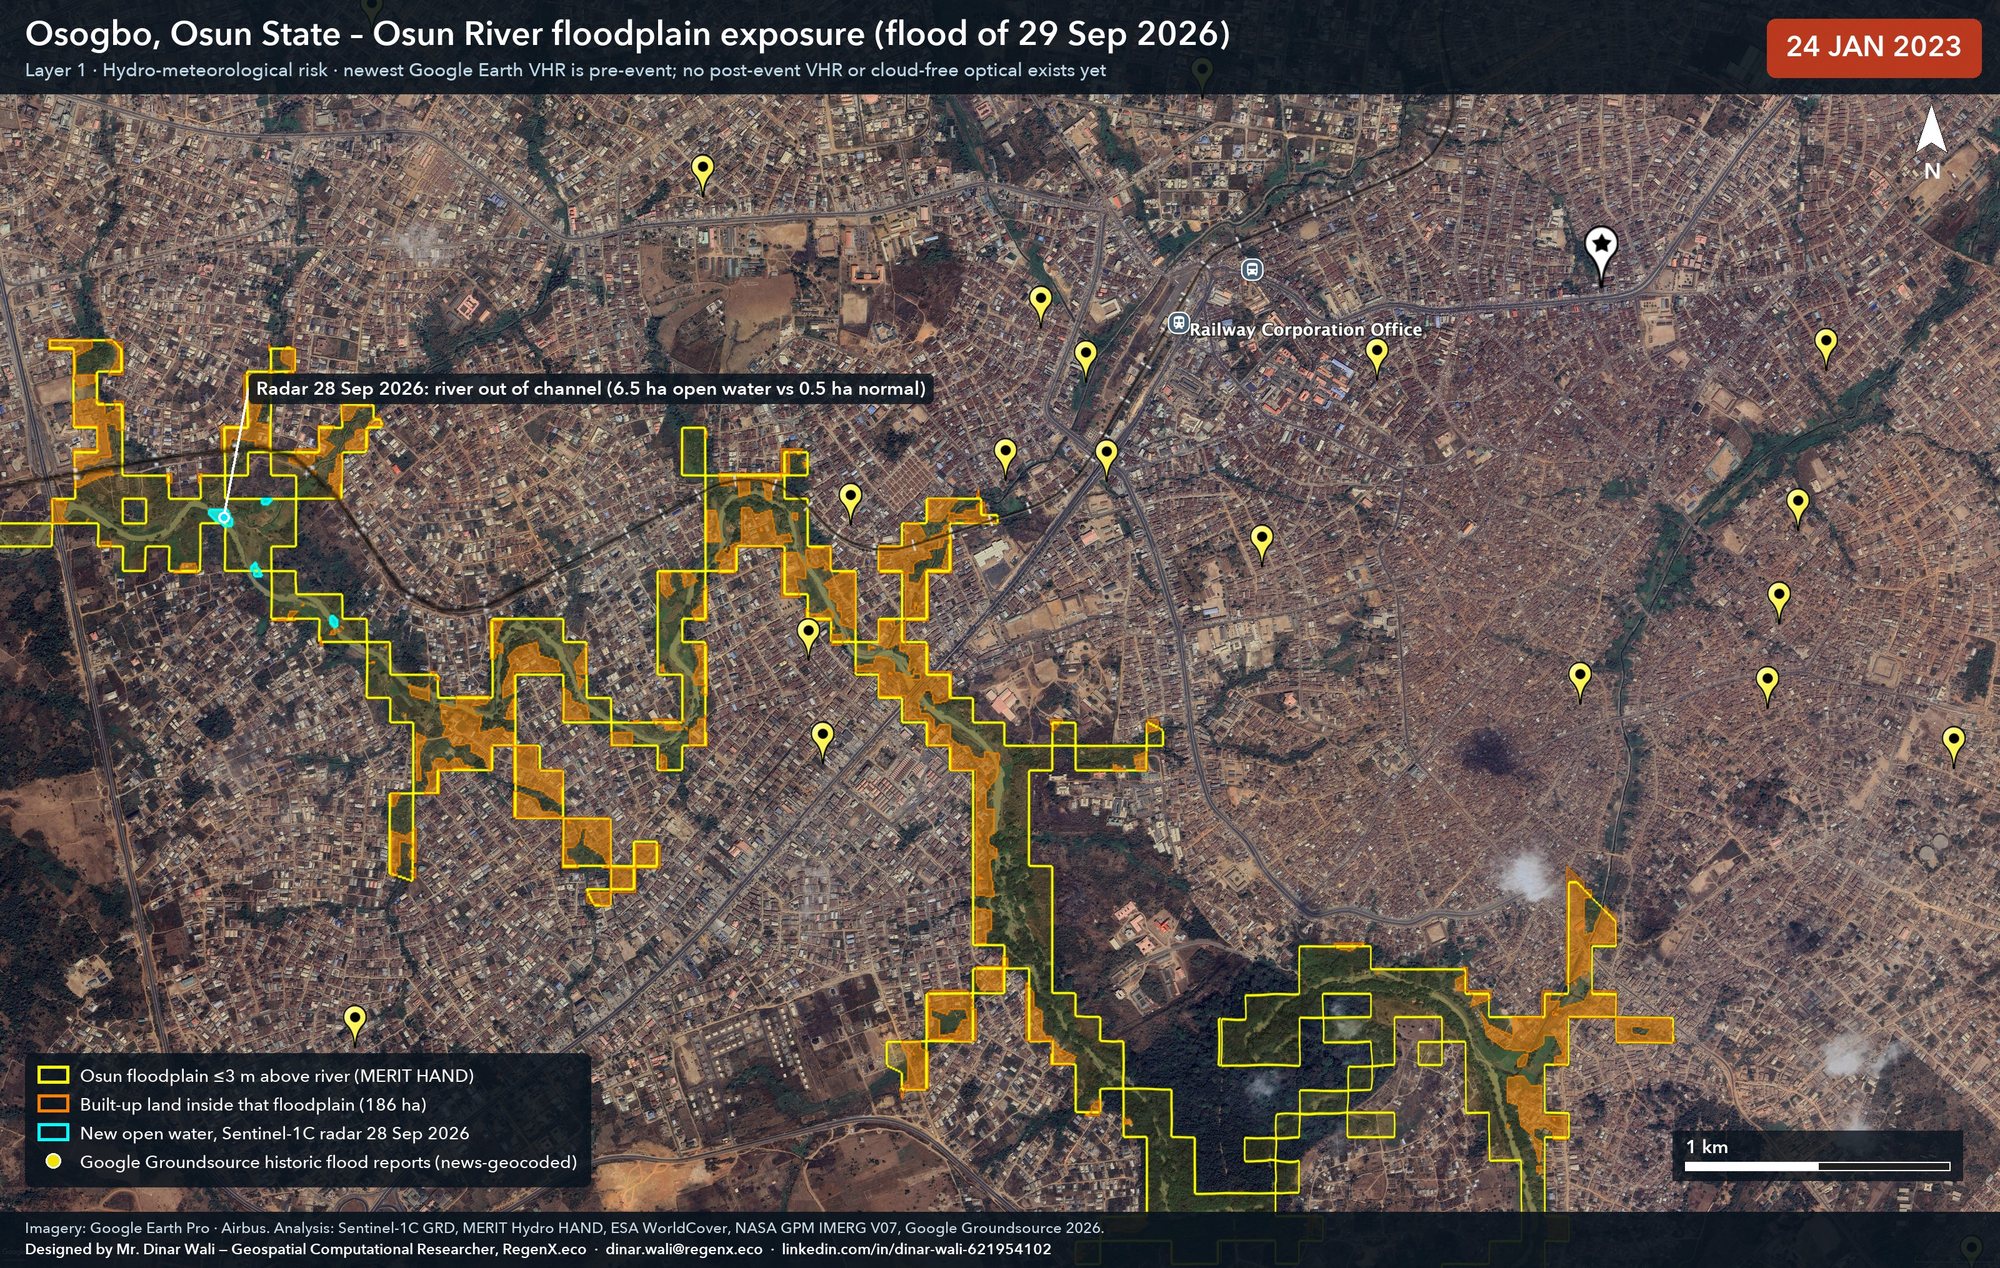 Osogbo, Osun State – Osun River floodplain exposure (flood of 29 Sep 2026)
Layer 1 · Hydro-meteorological risk · newest Google Earth VHR is pre-event; no post-event VHR or cloud-free optical exists yet
24 JAN 2023
N
Railway Corporation Office
Radar 28 Sep 2026: river out of channel (6.5 ha open water vs 0.5 ha normal)
Osun floodplain ≤3 m above river (MERIT HAND)
Built-up land inside that floodplain (186 ha)
New open water, Sentinel-1C radar 28 Sep 2026
Google Groundsource historic flood reports (news-geocoded)
1 km
Imagery: Google Earth Pro · Airbus. Analysis: Sentinel-1C GRD, MERIT Hydro HAND, ESA WorldCover, NASA GPM IMERG V07, Google Groundsource 2026.
Designed by Mr. Dinar Wali – Geospatial Computational Researcher, RegenX.eco · dinar.wali@regenx.eco · linkedin.com/in/dinar-wali-621954102